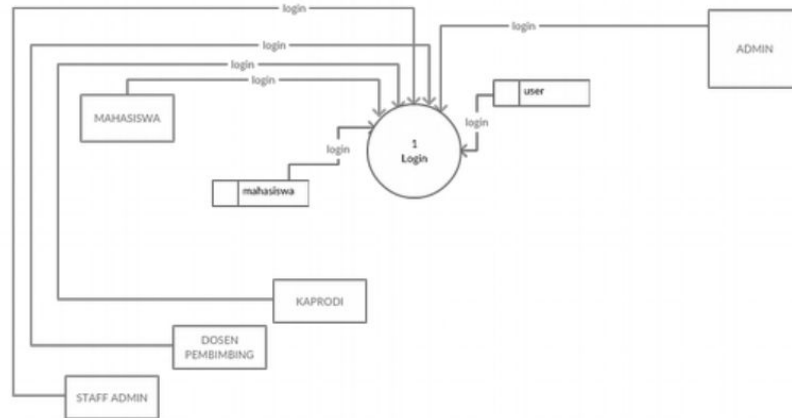 login
login
ADMIN
login
login
login
MAHASISWA
user
login
1
Login
login
mahasiswa
KAPRODI
DOSEN
PEMBIMBING
STAFF ADMIN